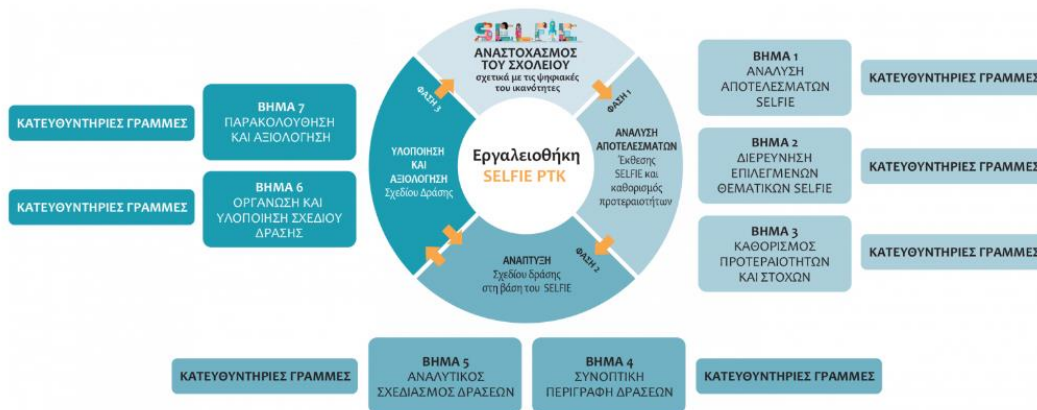 SELFIE
ΑΝΑΣΤΟΧΑΣΜΟΣ
ΤΟΥ ΣΧΟΛΕΙΟΥ
σχετικά με τις ψηφιακές
του ικανότητες
ΦΑΣΗ 1
ΑΝΑΛΥΣΗ
ΑΠΟΤΕΛΕΣΜΑΤΩΝ
Έκθεσης
SELFIE και
καθορισμός
προτεραιοτήτων
ΦΑΣΗ 2
ΑΝΑΠΤΥΞΗ
Σχεδίου δράσης
στη βάση του SELFIE
ΦΑΣΗ 3
ΥΛΟΠΟΙΗΣΗ
ΚΑΙ
ΑΞΙΟΛΟΓΗΣΗ
Σχεδίου Δράσης
Εργαλειοθήκη
SELFIE PTK
ΒΗΜΑ 1
ΑΝΑΛΥΣΗ
ΑΠΟΤΕΛΕΣΜΑΤΩΝ
SELFIE
ΚΑΤΕΥΘΥΝΤΗΡΙΕΣ ΓΡΑΜΜΕΣ
ΒΗΜΑ 2
ΔΙΕΡΕΥΝΗΣΗ
ΕΠΙΛΕΓΜΕΝΩΝ
ΘΕΜΑΤΙΚΩΝ SELFIE
ΚΑΤΕΥΘΥΝΤΗΡΙΕΣ ΓΡΑΜΜΕΣ
ΒΗΜΑ 3
ΚΑΘΟΡΙΣΜΟΣ
ΠΡΟΤΕΡΑΙΟΤΗΤΩΝ
ΚΑΙ ΣΤΟΧΩΝ
ΚΑΤΕΥΘΥΝΤΗΡΙΕΣ ΓΡΑΜΜΕΣ
ΒΗΜΑ 4
ΣΥΝΟΠΤΙΚΗ
ΠΕΡΙΓΡΑΦΗ ΔΡΑΣΕΩΝ
ΚΑΤΕΥΘΥΝΤΗΡΙΕΣ ΓΡΑΜΜΕΣ
ΒΗΜΑ 5
ΑΝΑΛΥΤΙΚΟΣ
ΣΧΕΔΙΑΣΜΟΣ ΔΡΑΣΕΩΝ
ΚΑΤΕΥΘΥΝΤΗΡΙΕΣ ΓΡΑΜΜΕΣ
ΒΗΜΑ 6
ΟΡΓΑΝΩΣΗ ΚΑΙ
ΥΛΟΠΟΙΗΣΗ ΣΧΕΔΙΟΥ
ΔΡΑΣΗΣ
ΚΑΤΕΥΘΥΝΤΗΡΙΕΣ ΓΡΑΜΜΕΣ
ΒΗΜΑ 7
ΠΑΡΑΚΟΛΟΥΘΗΣΗ
ΚΑΙ ΑΞΙΟΛΟΓΗΣΗ
ΚΑΤΕΥΘΥΝΤΗΡΙΕΣ ΓΡΑΜΜΕΣ